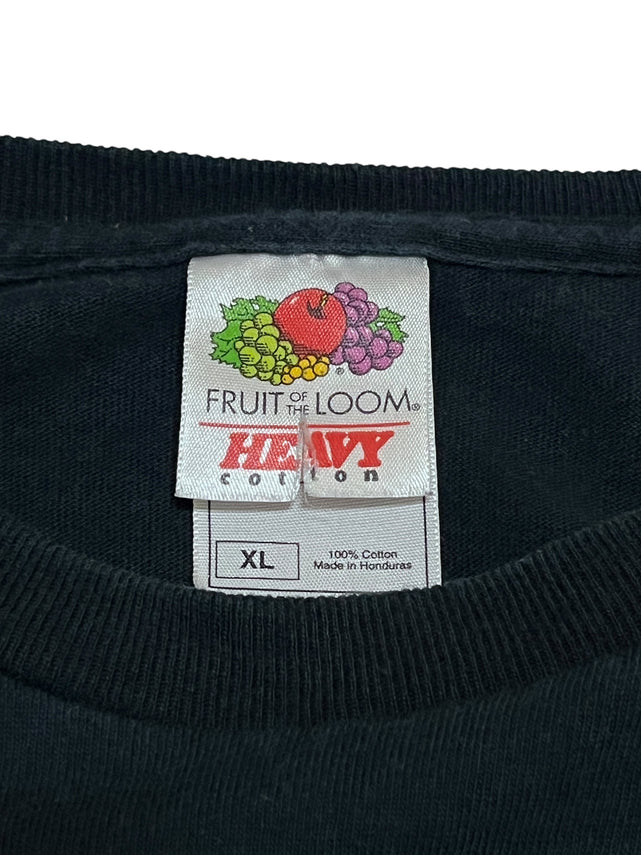 FRUIT OF THE LOOM®
HEAVY
cotton
XL
100% Cotton
Made in Honduras